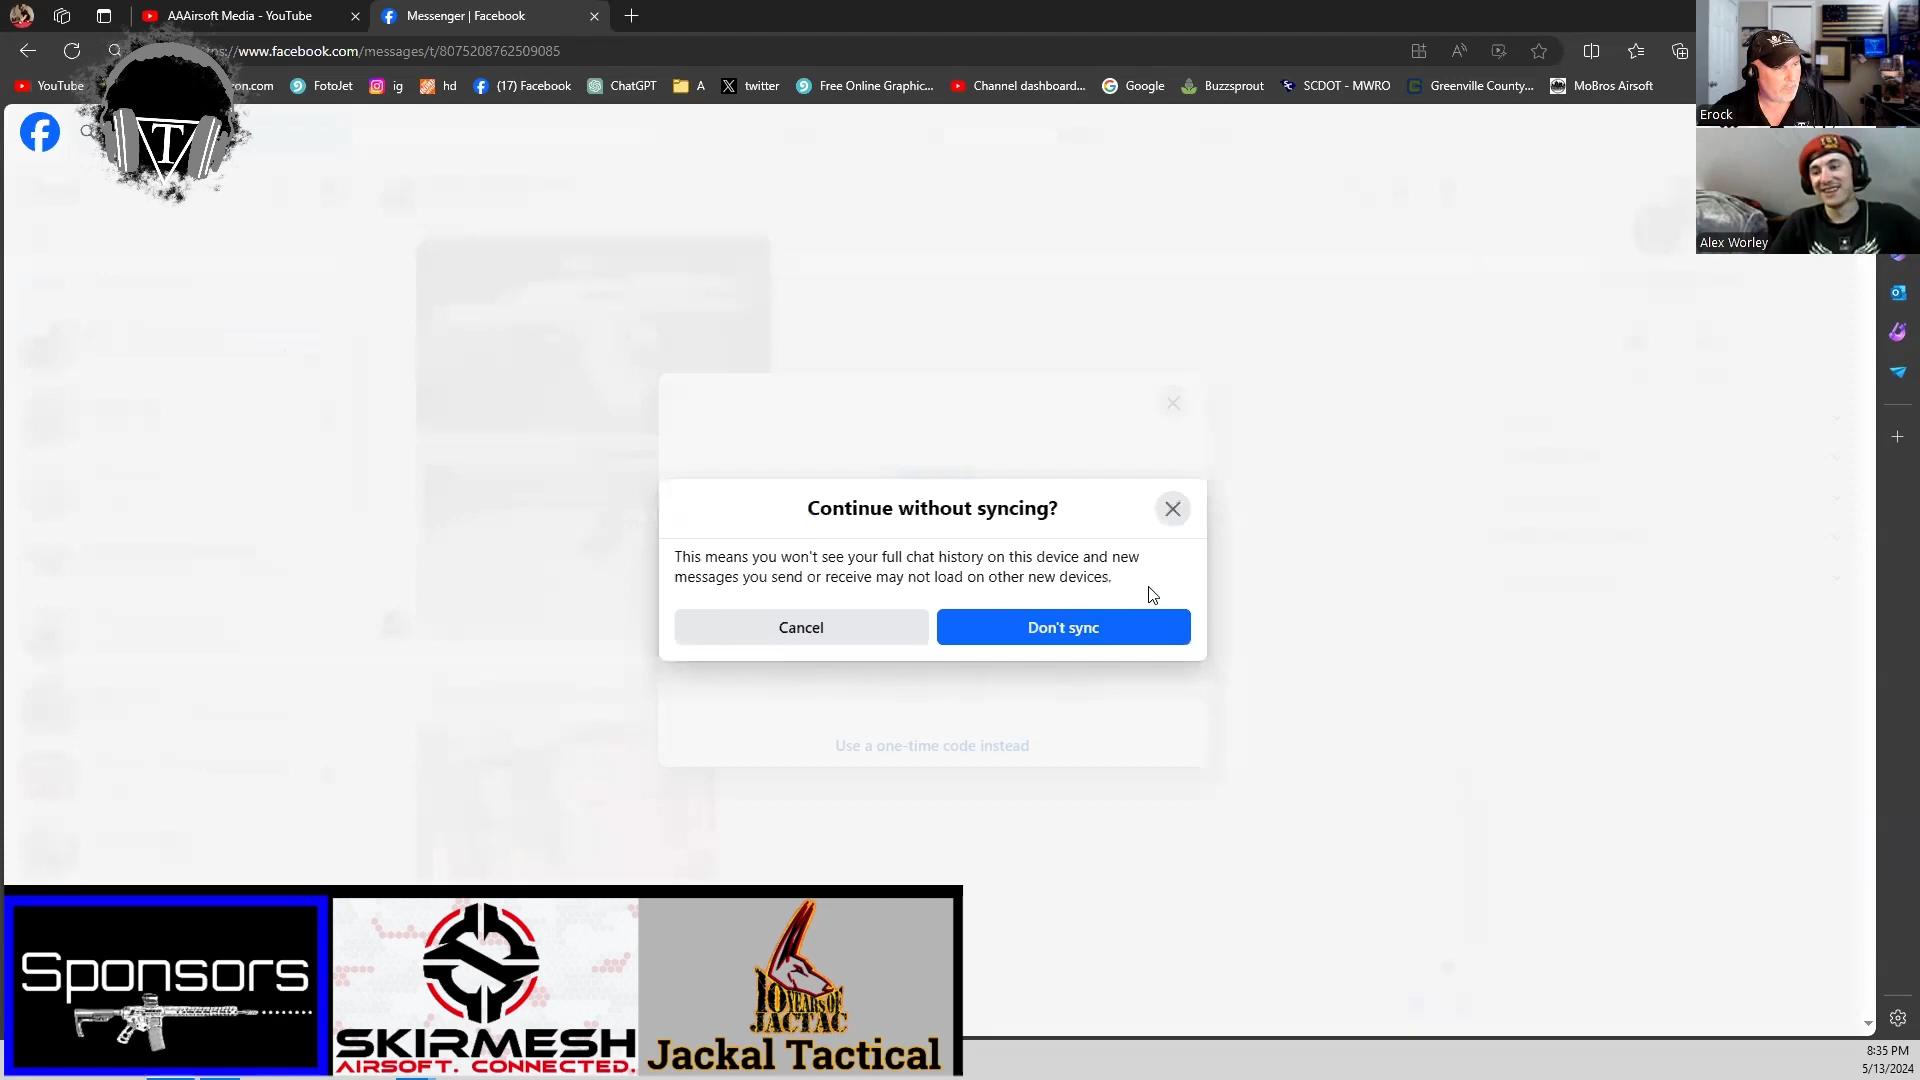 AAAirsoft Media - YouTube
Messenger | Facebook
://www.facebook.com/messages/t/8075208762509085
YouTube
on.com
FotoJet
ig
hd
(17) Facebook
ChatGPT
A
twitter
Free Online Graphic...
Channel dashboard...
Google
Buzzsprout
SCDOT - MWRO
Greenville County...
MoBros Airsoft
T
Erock
Alex Worley
Continue without syncing?
This means you won't see your full chat history on this device and new
messages you send or receive may not load on other new devices.
Cancel
Don't sync
Use a one-time code instead
Sponsors
SKIRMESH
AIRSOFT. CONNECTED.
10 YEARS OF
JACTAC
Jackal Tactical
8:35 PM
5/13/2024